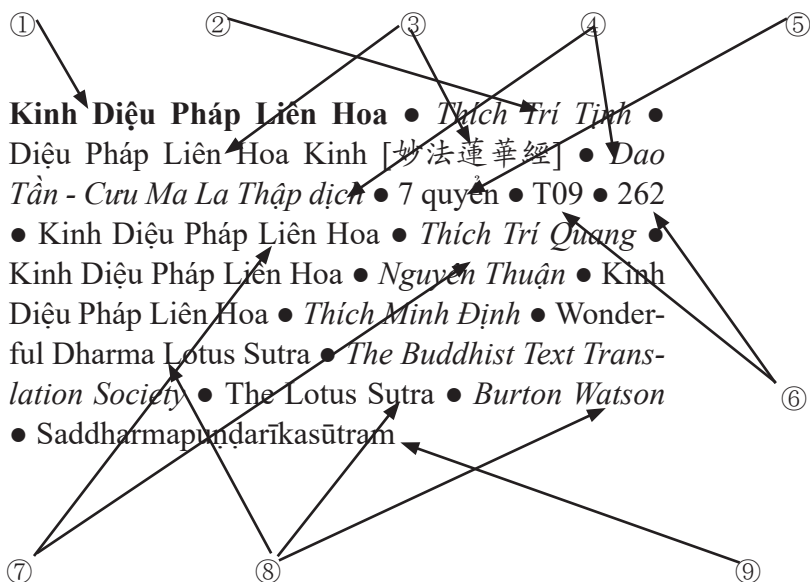 ① ② ③ ④ ⑤
Kinh Diệu Pháp Liên Hoa ● Thích Trí Tịnh ●
Diệu Pháp Liên Hoa Kinh [妙法蓮華經] ● Dao
Tần - Cưu Ma La Thập dịch ● 7 quyển ● T09 ● 262
● Kinh Diệu Pháp Liên Hoa ● Thích Trí Quang ●
Kinh Diệu Pháp Liên Hoa ● Nguyên Thuận ● Kinh
Diệu Pháp Liên Hoa ● Thích Minh Định ● Wonder-
ful Dharma Lotus Sutra ● The Buddhist Text Trans-
lation Society ● The Lotus Sutra ● Burton Watson
⑥
● Saddharmapuṇḍarīkasūtraṃ
⑦ ⑧ ⑨